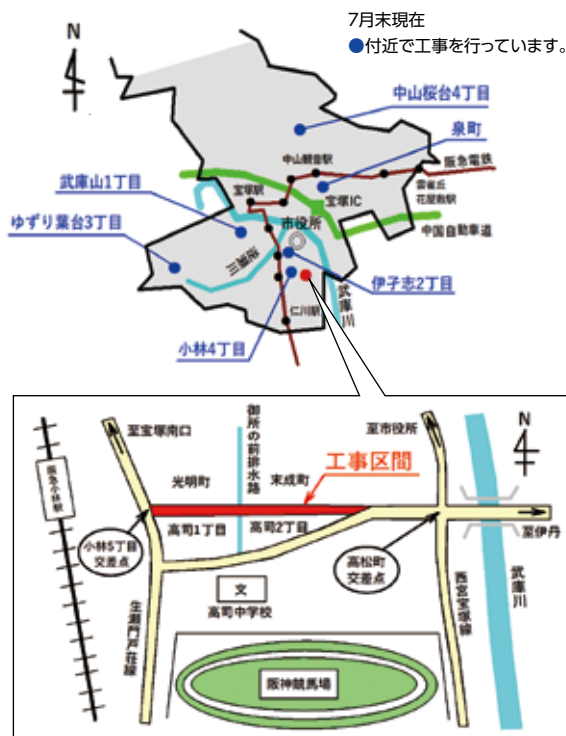 7月末現在
●付近で工事を行っています。
N
中山桜台4丁目
泉町
中山観音駅
阪急電鉄
武庫山1丁目
宝塚駅
宝塚IC
雲雀丘
花屋敷駅
ゆずり葉台3丁目
市役所
中国自動車道
逆瀬川
伊子志2丁目
武庫川
仁川駅
小林4丁目
至宝塚南口
御所の前排水路
至市役所
N
阪急小林駅
光明町
末成町
工事区間
小林5丁目
交差点
高司1丁目
高司2丁目
高松町
交差点
至伊丹
文
高司中学校
生瀬門戸荘線
西宮宝塚線
武庫川
阪神競馬場